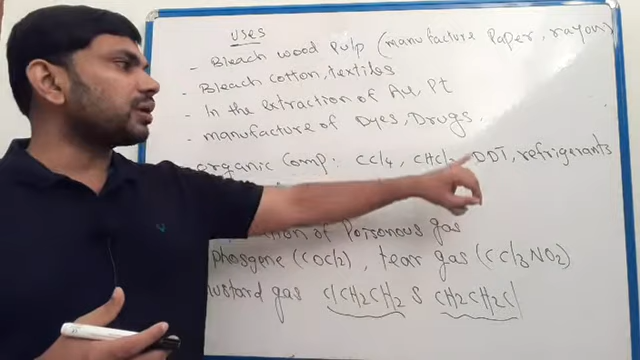 uses
- Bleach wood Pulp (manufacture Paper, rayon)
- Bleach cotton, textiles
- In the extraction of Au, Pt
- manufacture of Dyes, Drugs,
organic Comp: CCl4, CHCl3 DDT, refrigerants
of Poisonous gas
phosgene (COCl2), tear gas (CCl3NO2)
mustard gas ClCH2CH2 S CH2CH2Cl